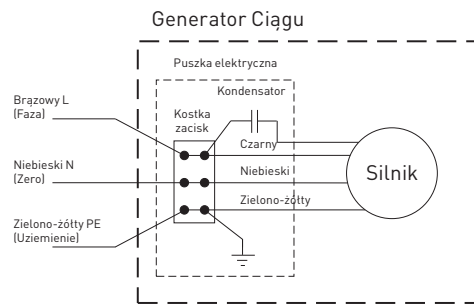 Generator Ciągu
Puszka elektryczna
Kondensator
Brązowy L
(Faza)
Kostka
zacisk
Czarny
Niebieski N
(Zero)
Niebieski
Silnik
Zielono-żółty
Zielono-żółty PE
(Uziemienie)